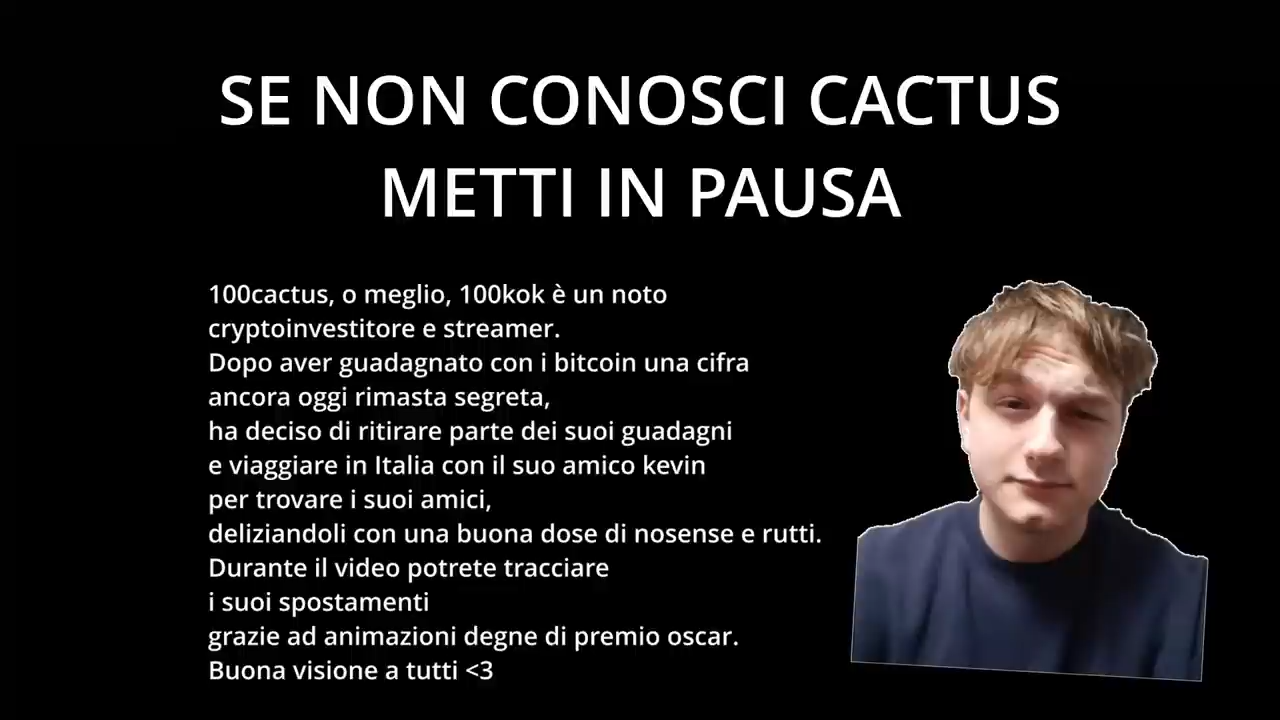 SE NON CONOSCI CACTUS
METTI IN PAUSA
100cactus, o meglio, 100kok è un noto
cryptoinvestitore e streamer.
Dopo aver guadagnato con i bitcoin una cifra
ancora oggi rimasta segreta,
ha deciso di ritirare parte dei suoi guadagni
e viaggiare in Italia con il suo amico kevin
per trovare i suoi amici,
deliziandoli con una buona dose di nosense e rutti.
Durante il video potrete tracciare
i suoi spostamenti
grazie ad animazioni degne di premio oscar.
Buona visione a tutti <3